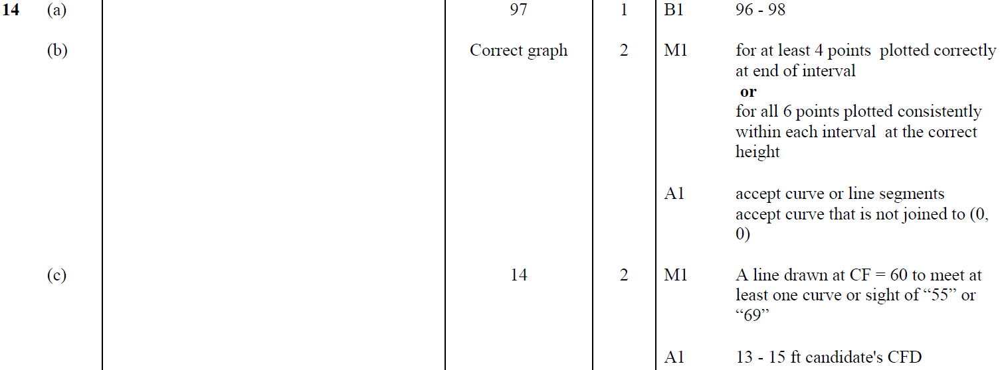 14 (a) 97 1 B1 96 - 98
(b) Correct graph 2 M1 for at least 4 points plotted correctly
at end of interval
or
for all 6 points plotted consistently
within each interval at the correct
height
A1 accept curve or line segments
accept curve that is not joined to (0,
0)
(c) 14 2 M1 A line drawn at CF = 60 to meet at
least one curve or sight of “55” or
“69”
A1 13 - 15 ft candidate's CFD